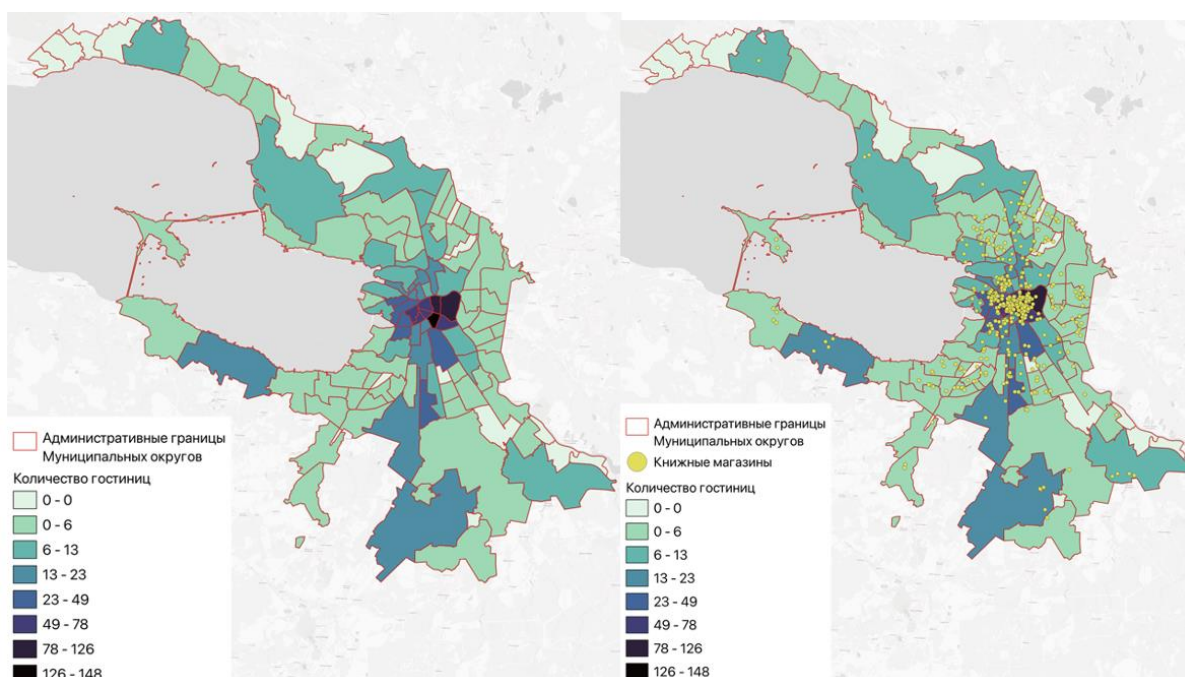 Административные границы
Муниципальных округов
Количество гостиниц
0 - 0
0 - 6
6 - 13
13 - 23
23 - 49
49 - 78
78 - 126
126 - 148
Административные границы
Муниципальных округов
Книжные магазины
Количество гостиниц
0 - 0
0 - 6
6 - 13
13 - 23
23 - 49
49 - 78
78 - 126
126 - 148